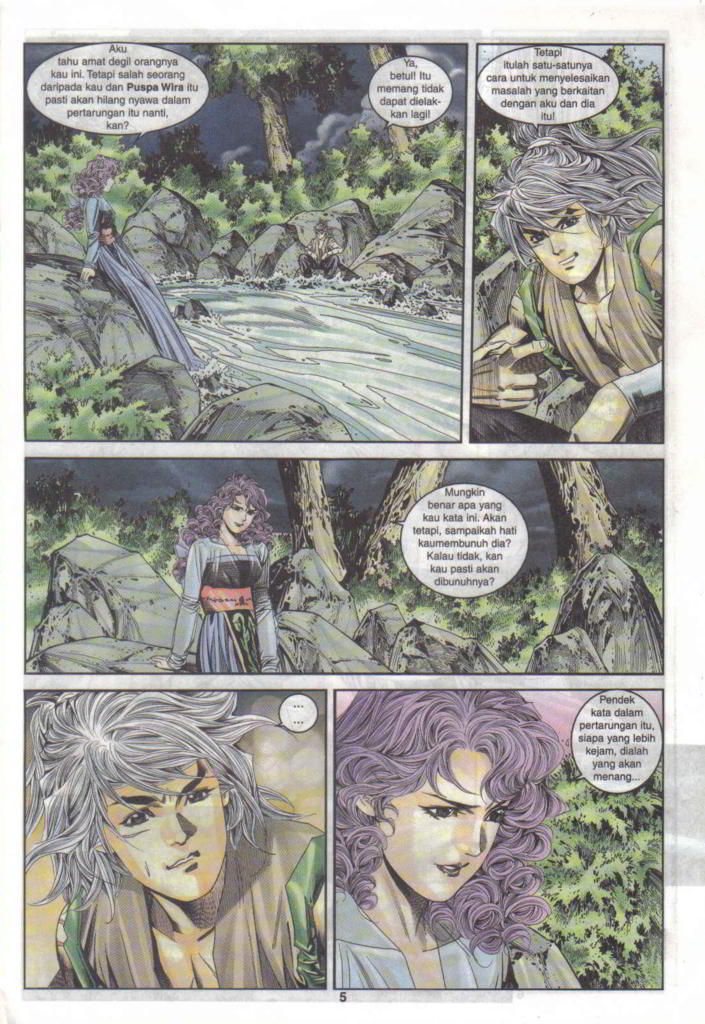 Aku
tahu amat degil orangnya
kau ini. Tetapi salah seorang
daripada kau dan Puspa Wira itu
pasti akan hilang nyawa dalam
pertarungan itu nanti,
kan?
Ya,
betul! Itu
memang tidak
dapat dielak-
kan lagi!
Tetapi
itulah satu-satunya
cara untuk menyelesaikan
masalah yang berkaitan
dengan aku dan dia
itu!
Mungkin
benar apa yang
kau kata ini. Akan
tetapi, sampaikah hati
kaumembunuh dia?
Kalau tidak, kan
kau pasti akan
dibunuhnya?
...
...
Pendek
kata dalam
pertarungan itu,
siapa yang lebih
kejam, dialah
yang akan
menang...
5